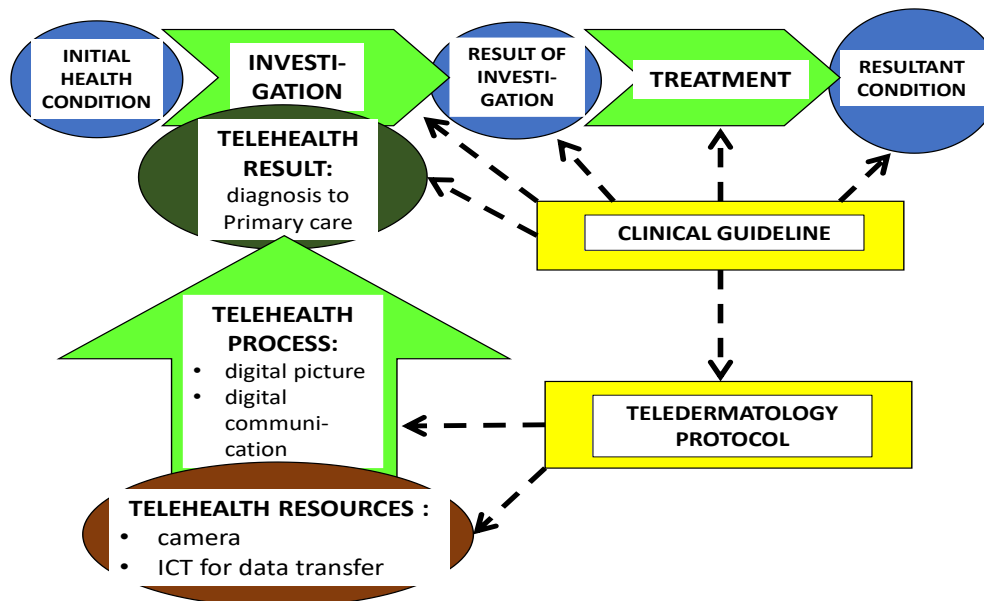 INITIAL
HEALTH
CONDITION
INVESTI-
GATION
RESULT OF
INVESTI-
GATION
TREATMENT
RESULTANT
CONDITION
TELEHEALTH
RESULT:
diagnosis to
Primary care
CLINICAL GUIDELINE
TELEHEALTH
PROCESS:
• digital picture
• digital
communi-
cation
TELEDERMATOLOGY
PROTOCOL
TELEHEALTH RESOURCES :
• camera
• ICT for data transfer